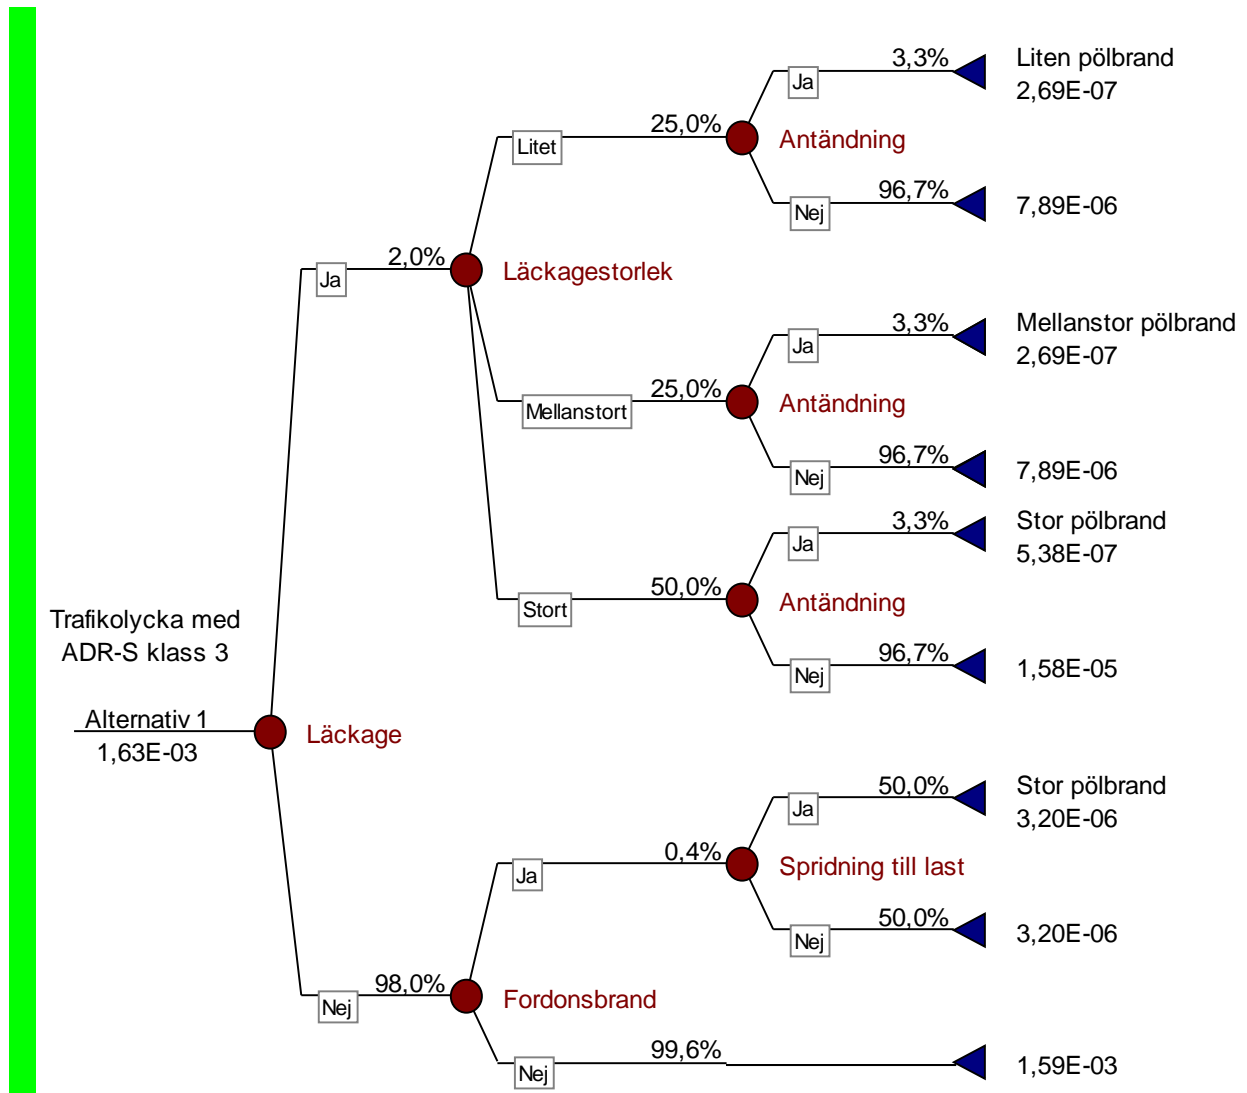 3,3%
Liten pölbrand
Ja
2,69E-07
25,0%
Litet
Antändning
96,7%
Nej
7,89E-06
2,0%
Ja
Läckagestorlek
3,3%
Mellanstor pölbrand
Ja
2,69E-07
25,0%
Mellanstort
Antändning
96,7%
Nej
7,89E-06
3,3%
Stor pölbrand
Ja
5,38E-07
50,0%
Stort
Antändning
96,7%
Nej
1,58E-05
Trafikolycka med
ADR-S klass 3
Alternativ 1
1,63E-03
Läckage
50,0%
Stor pölbrand
Ja
3,20E-06
0,4%
Ja
Spridning till last
50,0%
Nej
3,20E-06
98,0%
Nej
Fordonsbrand
99,6%
Nej
1,59E-03